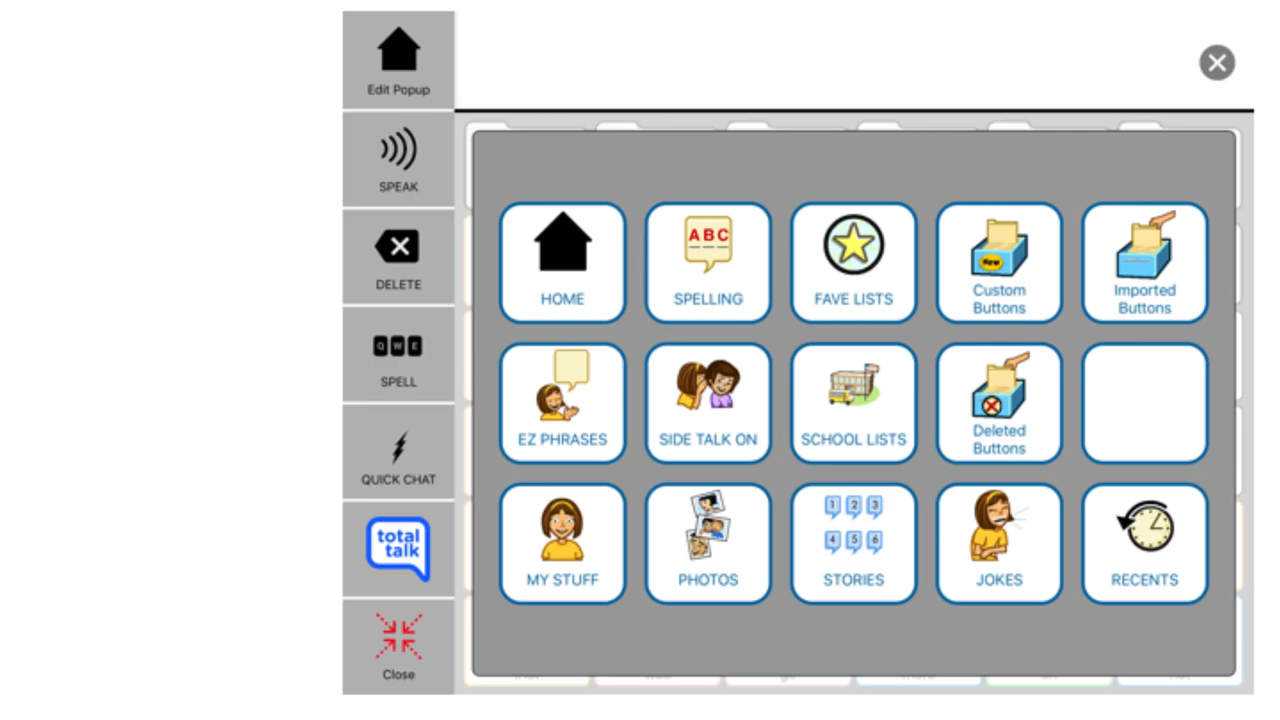 Edit Popup
SPEAK
DELETE
Q W E
SPELL
QUICK CHAT
total
talk
Close
ABC
New
HOME
SPELLING
FAVE LISTS
Custom
Buttons
Imported
Buttons
EZ PHRASES
SIDE TALK ON
SCHOOL LISTS
Deleted
Buttons
1 2 3
4 5 6
MY STUFF
PHOTOS
STORIES
JOKES
RECENTS